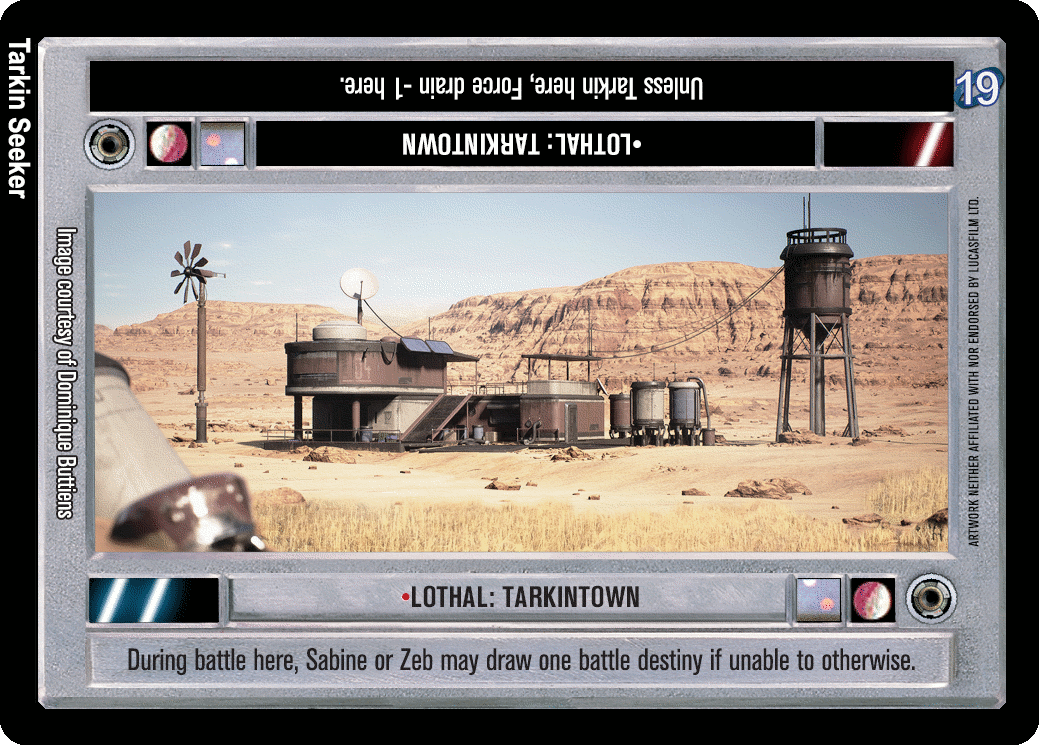 Unless Tarkin here, Force drain -1 here.
19
•LOTHAL: TARKINTOWN
Tarkin Seeker
Image courtesy of Dominique Buttiens
ARTWORK NEITHER AFFILIATED WITH NOR ENDORSED BY LUCASFILM LTD.
•LOTHAL: TARKINTOWN
During battle here, Sabine or Zeb may draw one battle destiny if unable to otherwise.